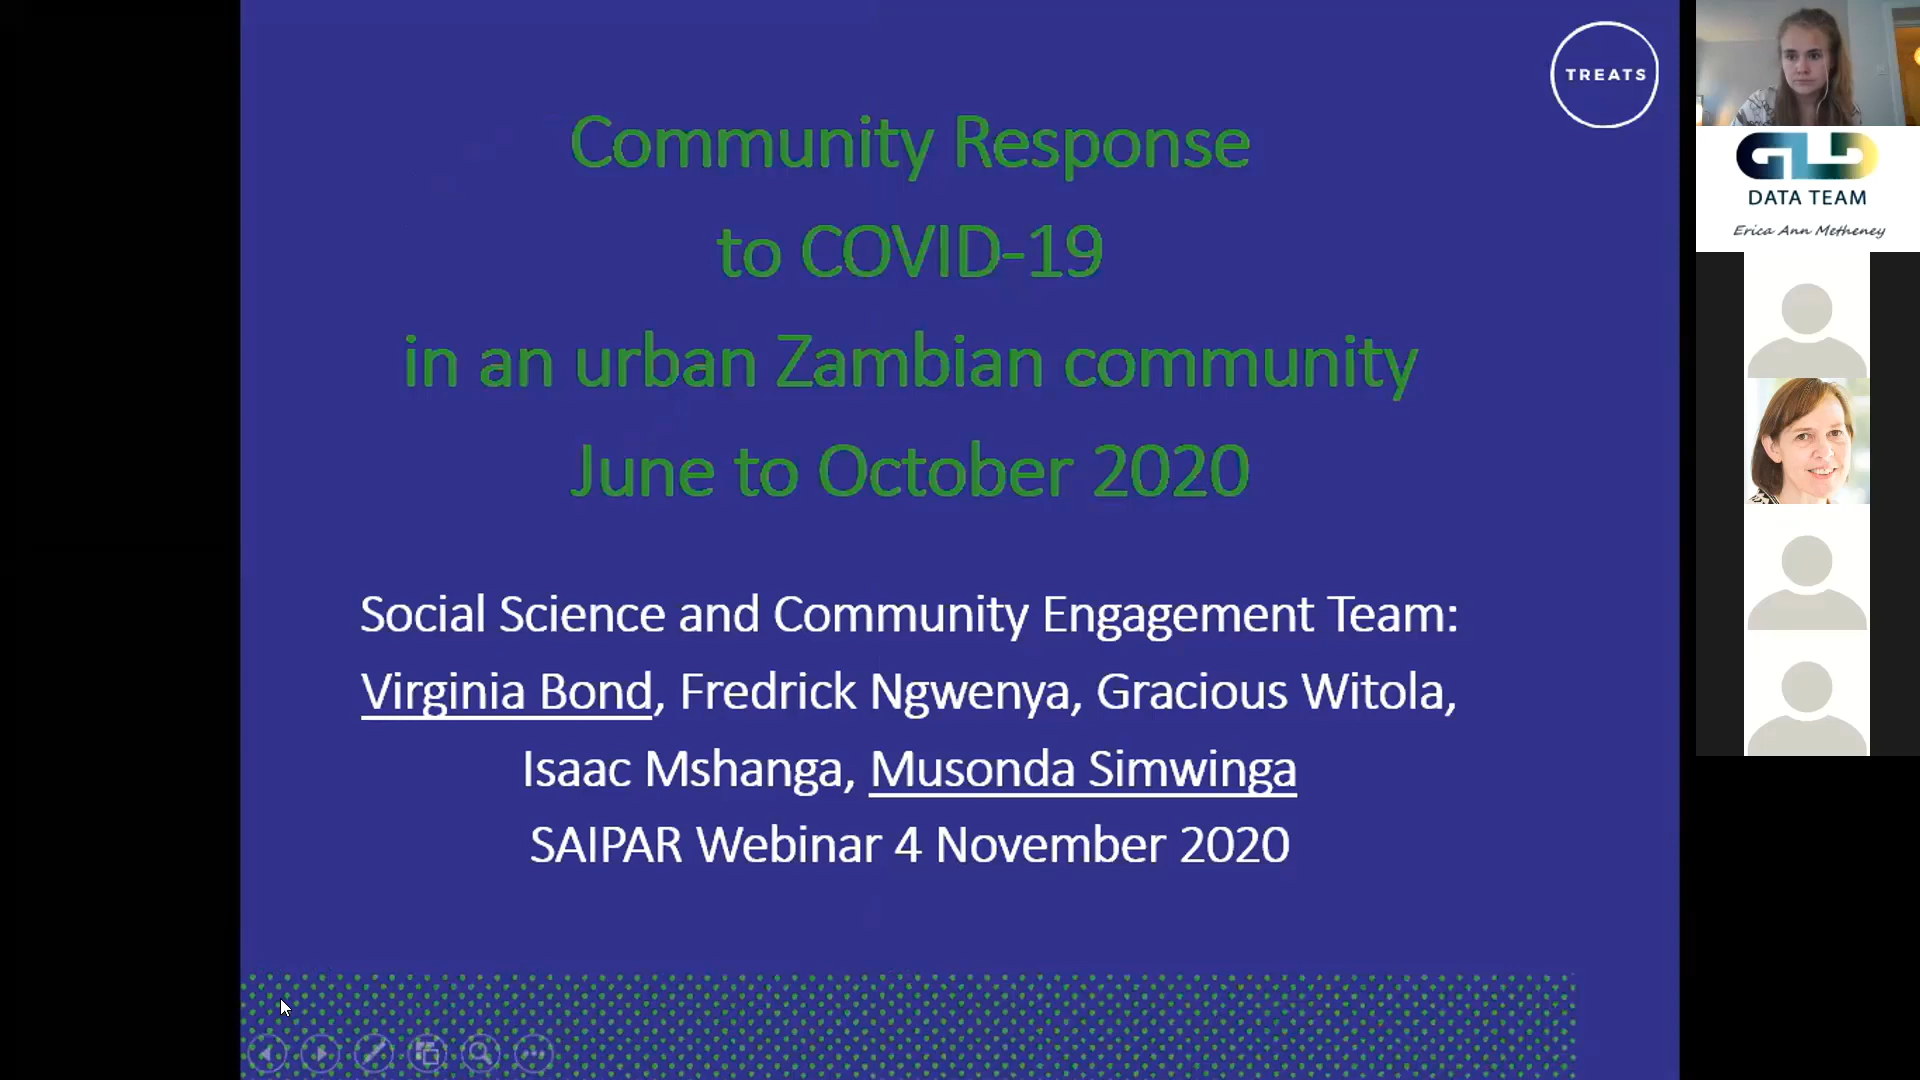 TREATS
Community Response
to COVID-19
in an urban Zambian community
June to October 2020
Social Science and Community Engagement Team:
Virginia Bond, Fredrick Ngwenya, Gracious Witola,
Isaac Mshanga, Musonda Simwinga
SAIPAR Webinar 4 November 2020
GLD
DATA TEAM
Erica Ann Metheney